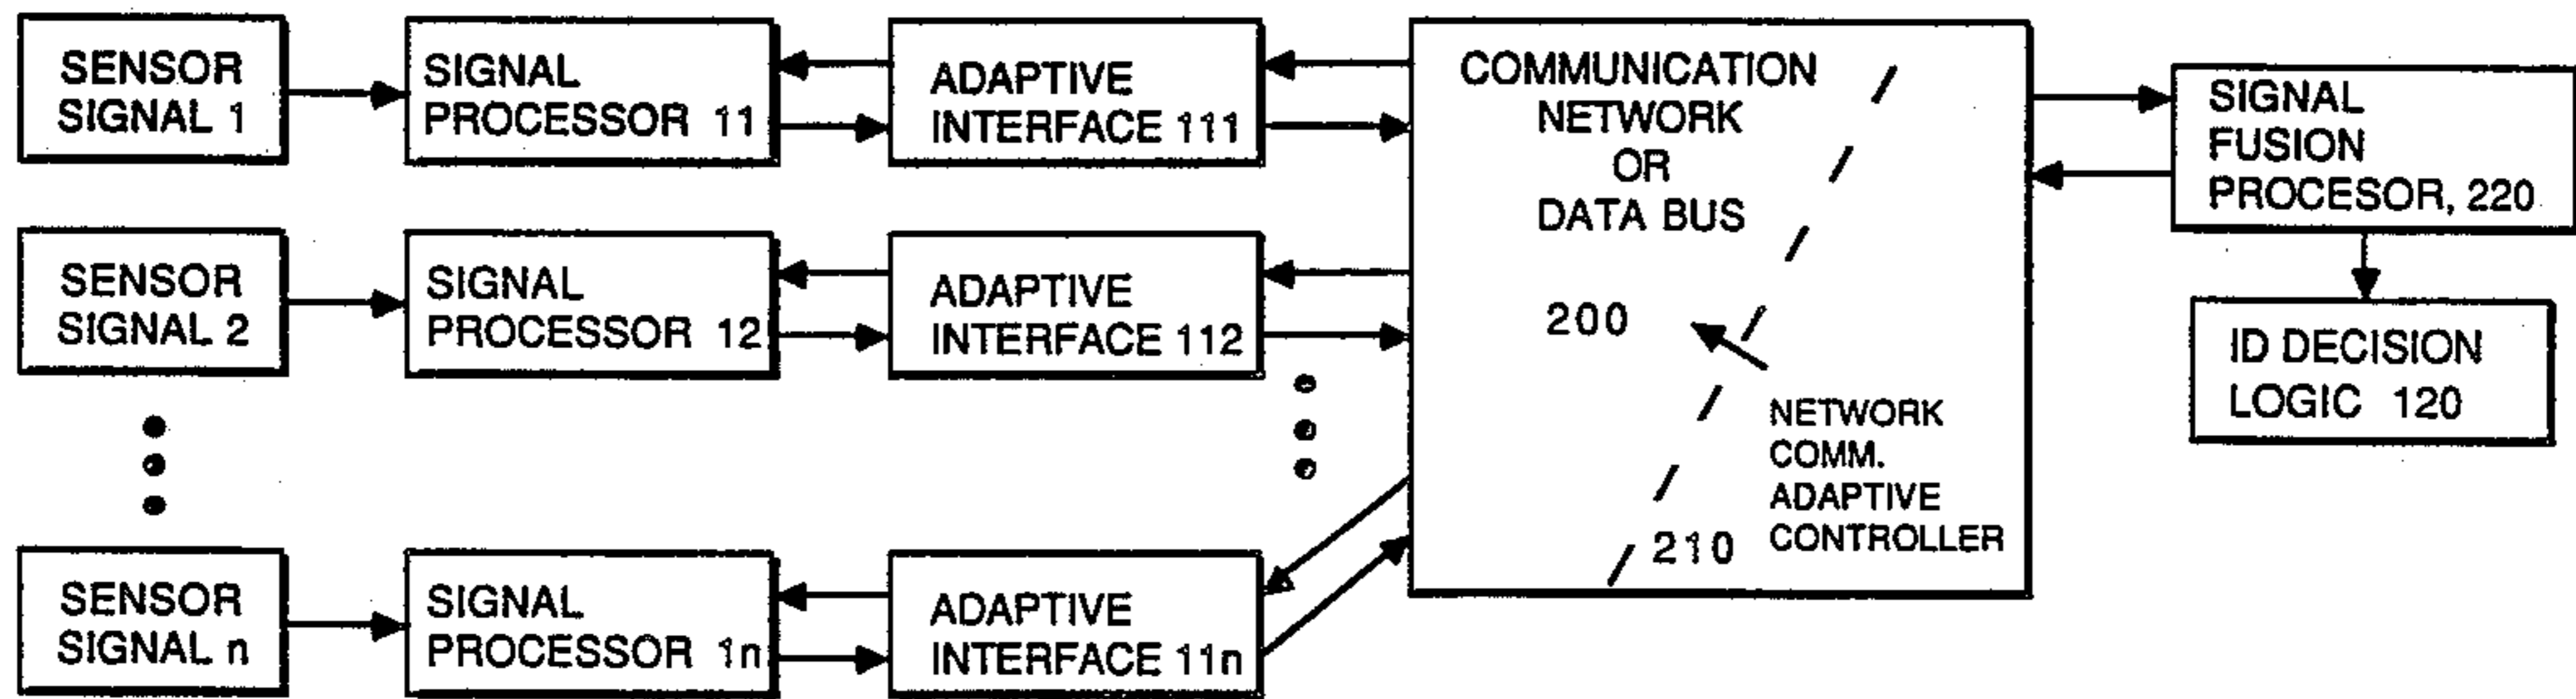 SENSOR
SIGNAL 1
SIGNAL
PROCESSOR 11
ADAPTIVE
INTERFACE 111
COMMUNICATION
NETWORK
OR
DATA BUS
200
NETWORK
COMM.
ADAPTIVE
CONTROLLER
210
SIGNAL
FUSION
PROCESOR, 220
ID DECISION
LOGIC 120
SENSOR
SIGNAL 2
SIGNAL
PROCESSOR 12
ADAPTIVE
INTERFACE 112
SENSOR
SIGNAL n
SIGNAL
PROCESSOR 1n
ADAPTIVE
INTERFACE 11n